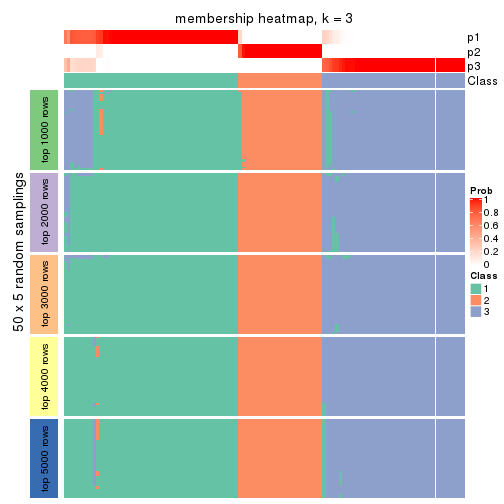 membership heatmap, k = 3
p1
p2
p3
Class
50 x 5 random samplings
top 1000 rows
top 2000 rows
top 3000 rows
top 4000 rows
top 5000 rows
Prob
1
0.8
0.6
0.4
0.2
0
Class
1
2
3